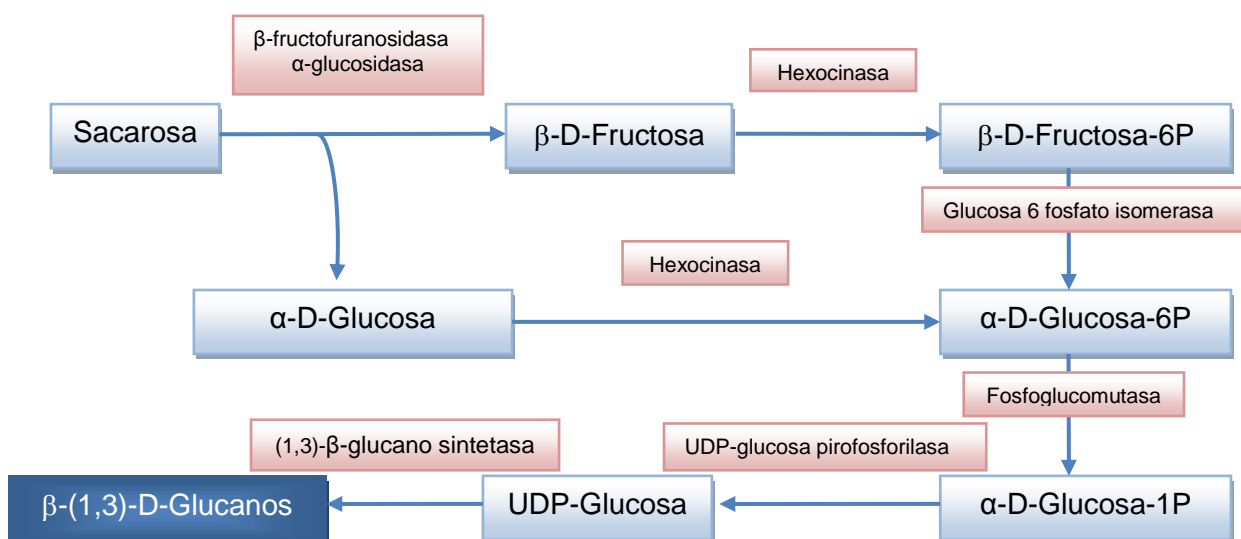 β-fructofuranosidasa
α-glucosidasa
Hexocinasa
Sacarosa
β-D-Fructosa
β-D-Fructosa-6P
Glucosa 6 fosfato isomerasa
Hexocinasa
α-D-Glucosa
α-D-Glucosa-6P
Fosfoglucomutasa
(1,3)-β-glucano sintetasa
UDP-glucosa pirofosforilasa
β-(1,3)-D-Glucanos
UDP-Glucosa
α-D-Glucosa-1P